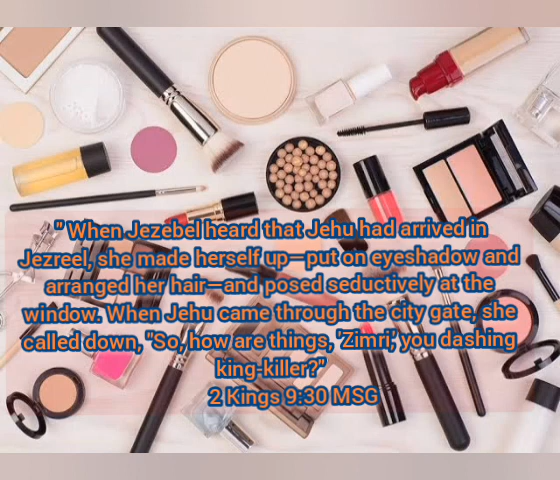 " When Jezebel heard that Jehu had arrived in
Jezreel, she made herself up—put on eyeshadow and
arranged her hair—and posed seductively at the
window. When Jehu came through the city gate, she
called down, "So, how are things, 'Zimri,' you dashing
king-killer?"
2 Kings 9:30 MSG